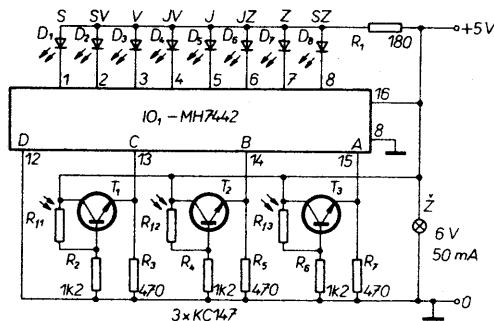 S SV V JV J JZ Z SZ
D1 D2 D3 D4 D5 D6 D7 D8
R1 180
+5V
1 2 3 4 5 6 7 8
IO1 – MH7442
16
8
D C B A
12 13 14 15
T1 T2 T3
R11 R12 R13
Ž
6 V
50 mA
R2 R3 R4 R5 R6 R7
1k2 470 1k2 470 1k2 470
0
3×KC147